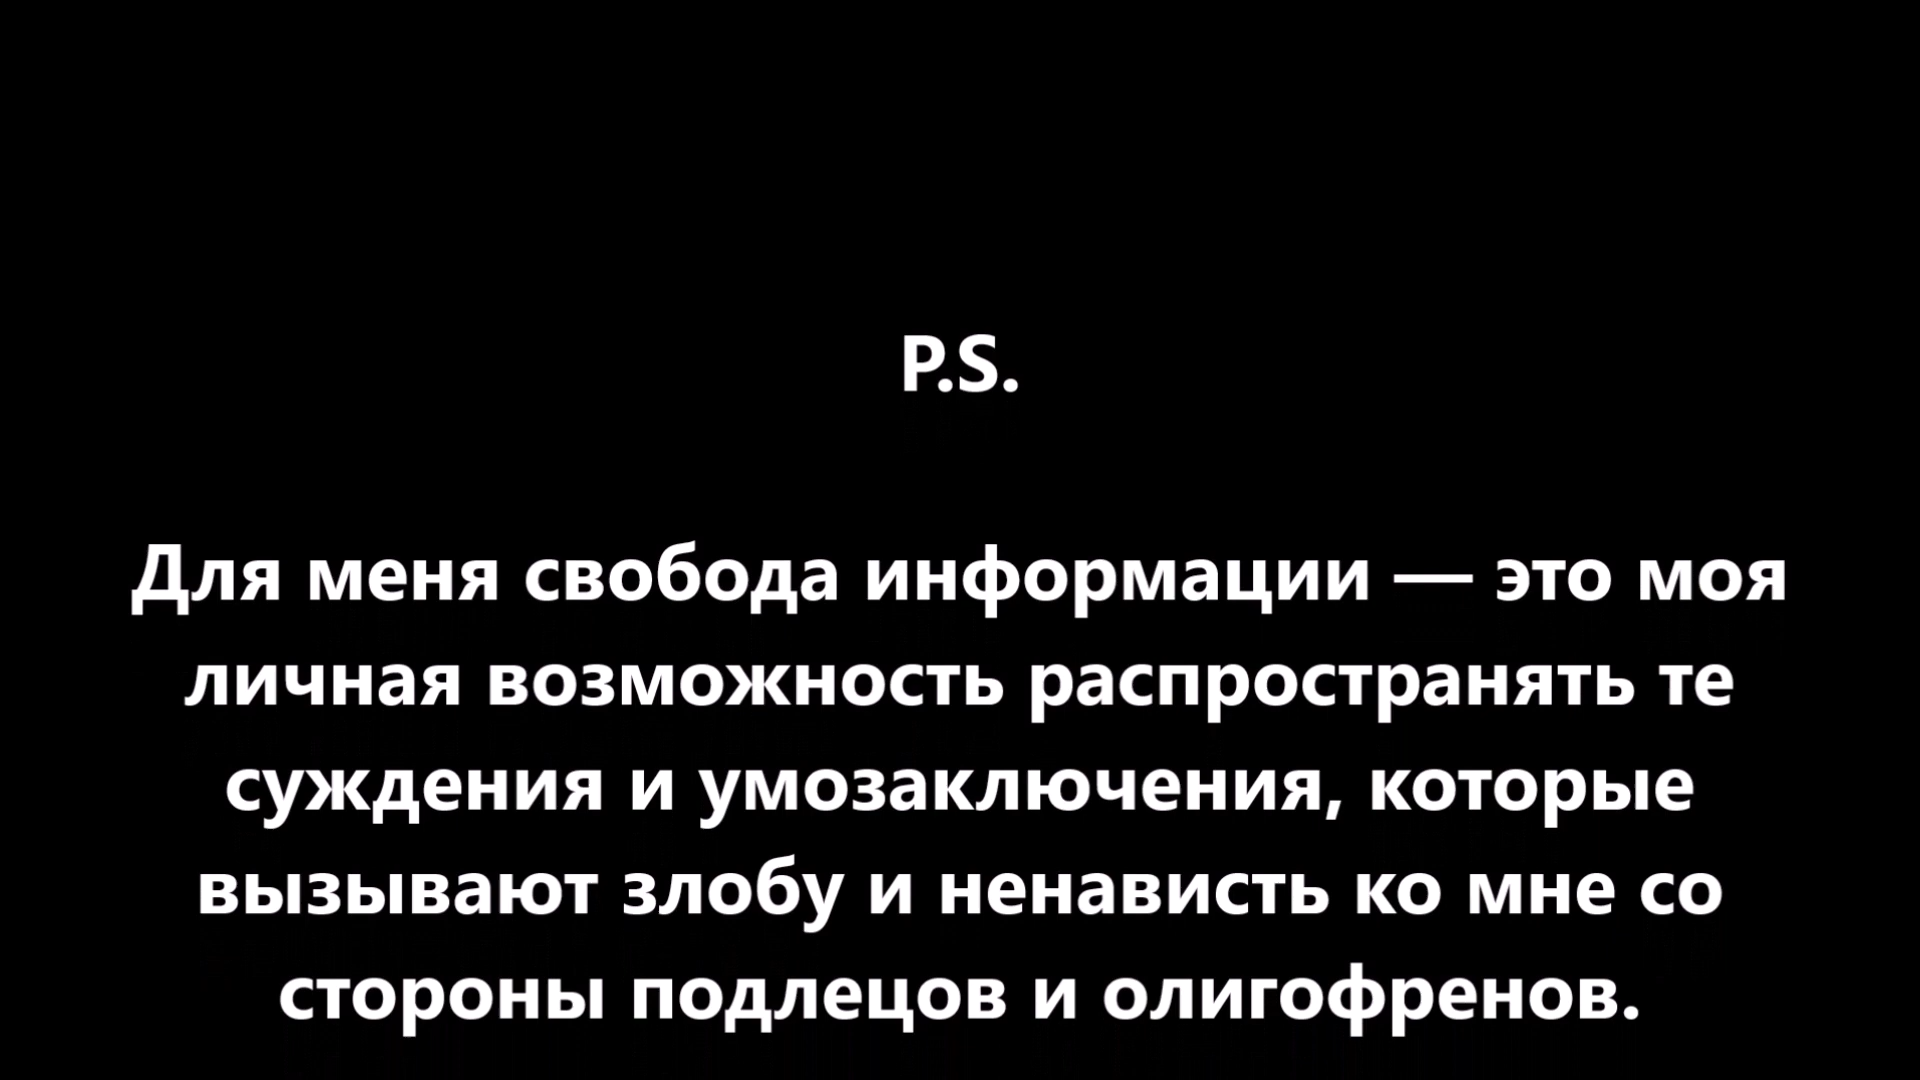 P.S.
Для меня свобода информации — это моя
личная возможность распространять те
суждения и умозаключения, которые
вызывают злобу и ненависть ко мне со
стороны подлецов и олигофренов.